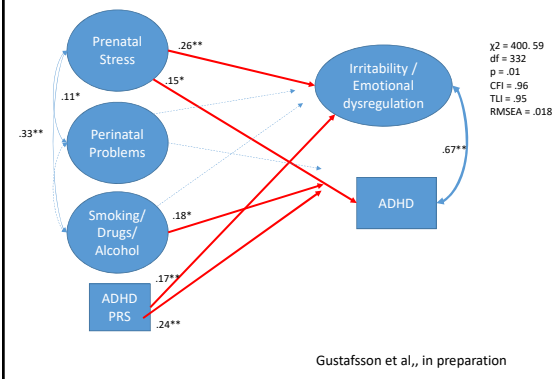 Prenatal
Stress
.26**
.15*
Irritability /
Emotional
dysregulation
χ2 = 400. 59
df = 332
p = .01
CFI = .96
TLI = .95
RMSEA = .018
.11*
.33**
Perinatal
Problems
.67**
Smoking/
Drugs/
Alcohol
.18*
ADHD
ADHD
PRS
.17**
.24**
Gustafsson et al,, in preparation